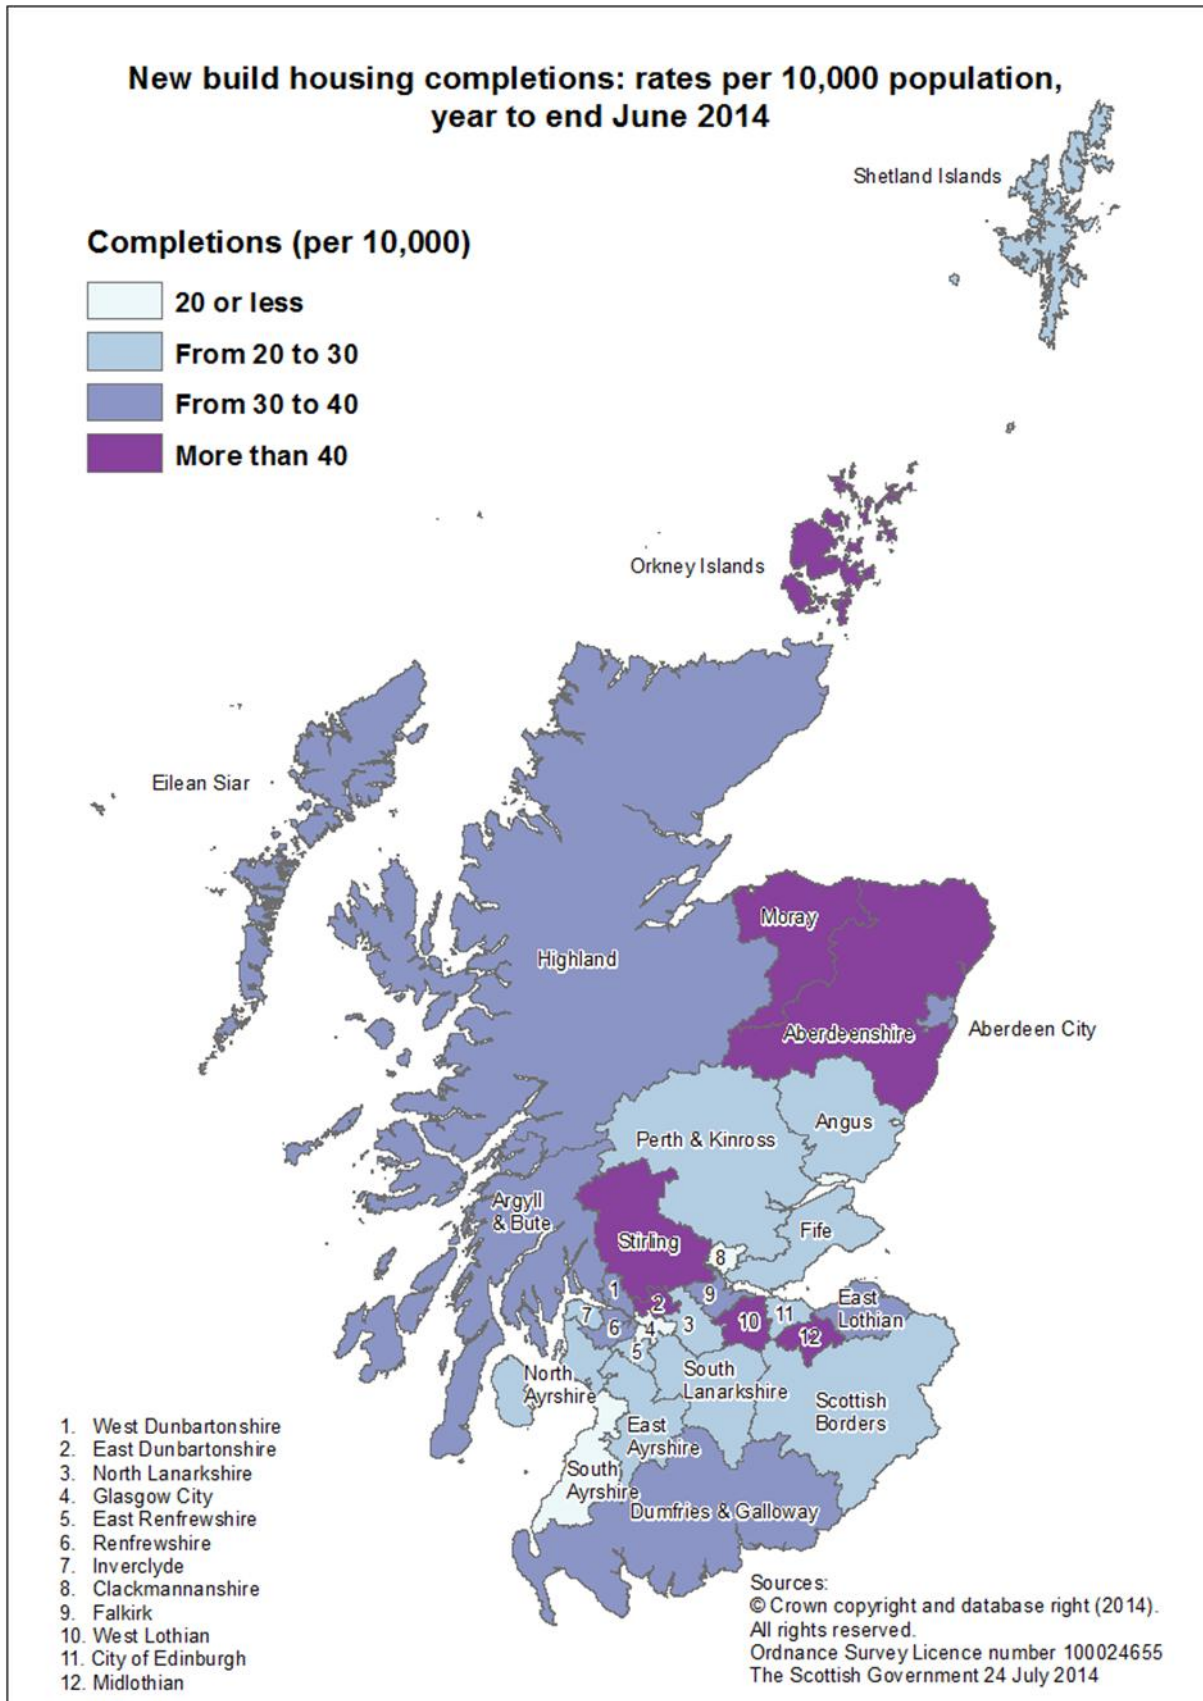 New build housing completions: rates per 10,000 population,
year to end June 2014
Shetland Islands
Completions (per 10,000)
20 or less
From 20 to 30
From 30 to 40
More than 40
Orkney Islands
Eilean Siar
Moray
Highland
Aberdeenshire
Aberdeen City
Angus
Perth & Kinross
Argyll
& Bute
Stirling
Fife
8
1
9
2
7
6
4
3
10
11
12
East
Lothian
5
North
Ayrshire
South
Lanarkshire
Scottish
Borders
East
Ayrshire
South
Ayrshire
Dumfries & Galloway
1. West Dunbartonshire
2. East Dunbartonshire
3. North Lanarkshire
4. Glasgow City
5. East Renfrewshire
6. Renfrewshire
7. Inverclyde
8. Clackmannanshire
9. Falkirk
10. West Lothian
11. City of Edinburgh
12. Midlothian
Sources:
© Crown copyright and database right (2014).
All rights reserved.
Ordnance Survey Licence number 100024655
The Scottish Government 24 July 2014